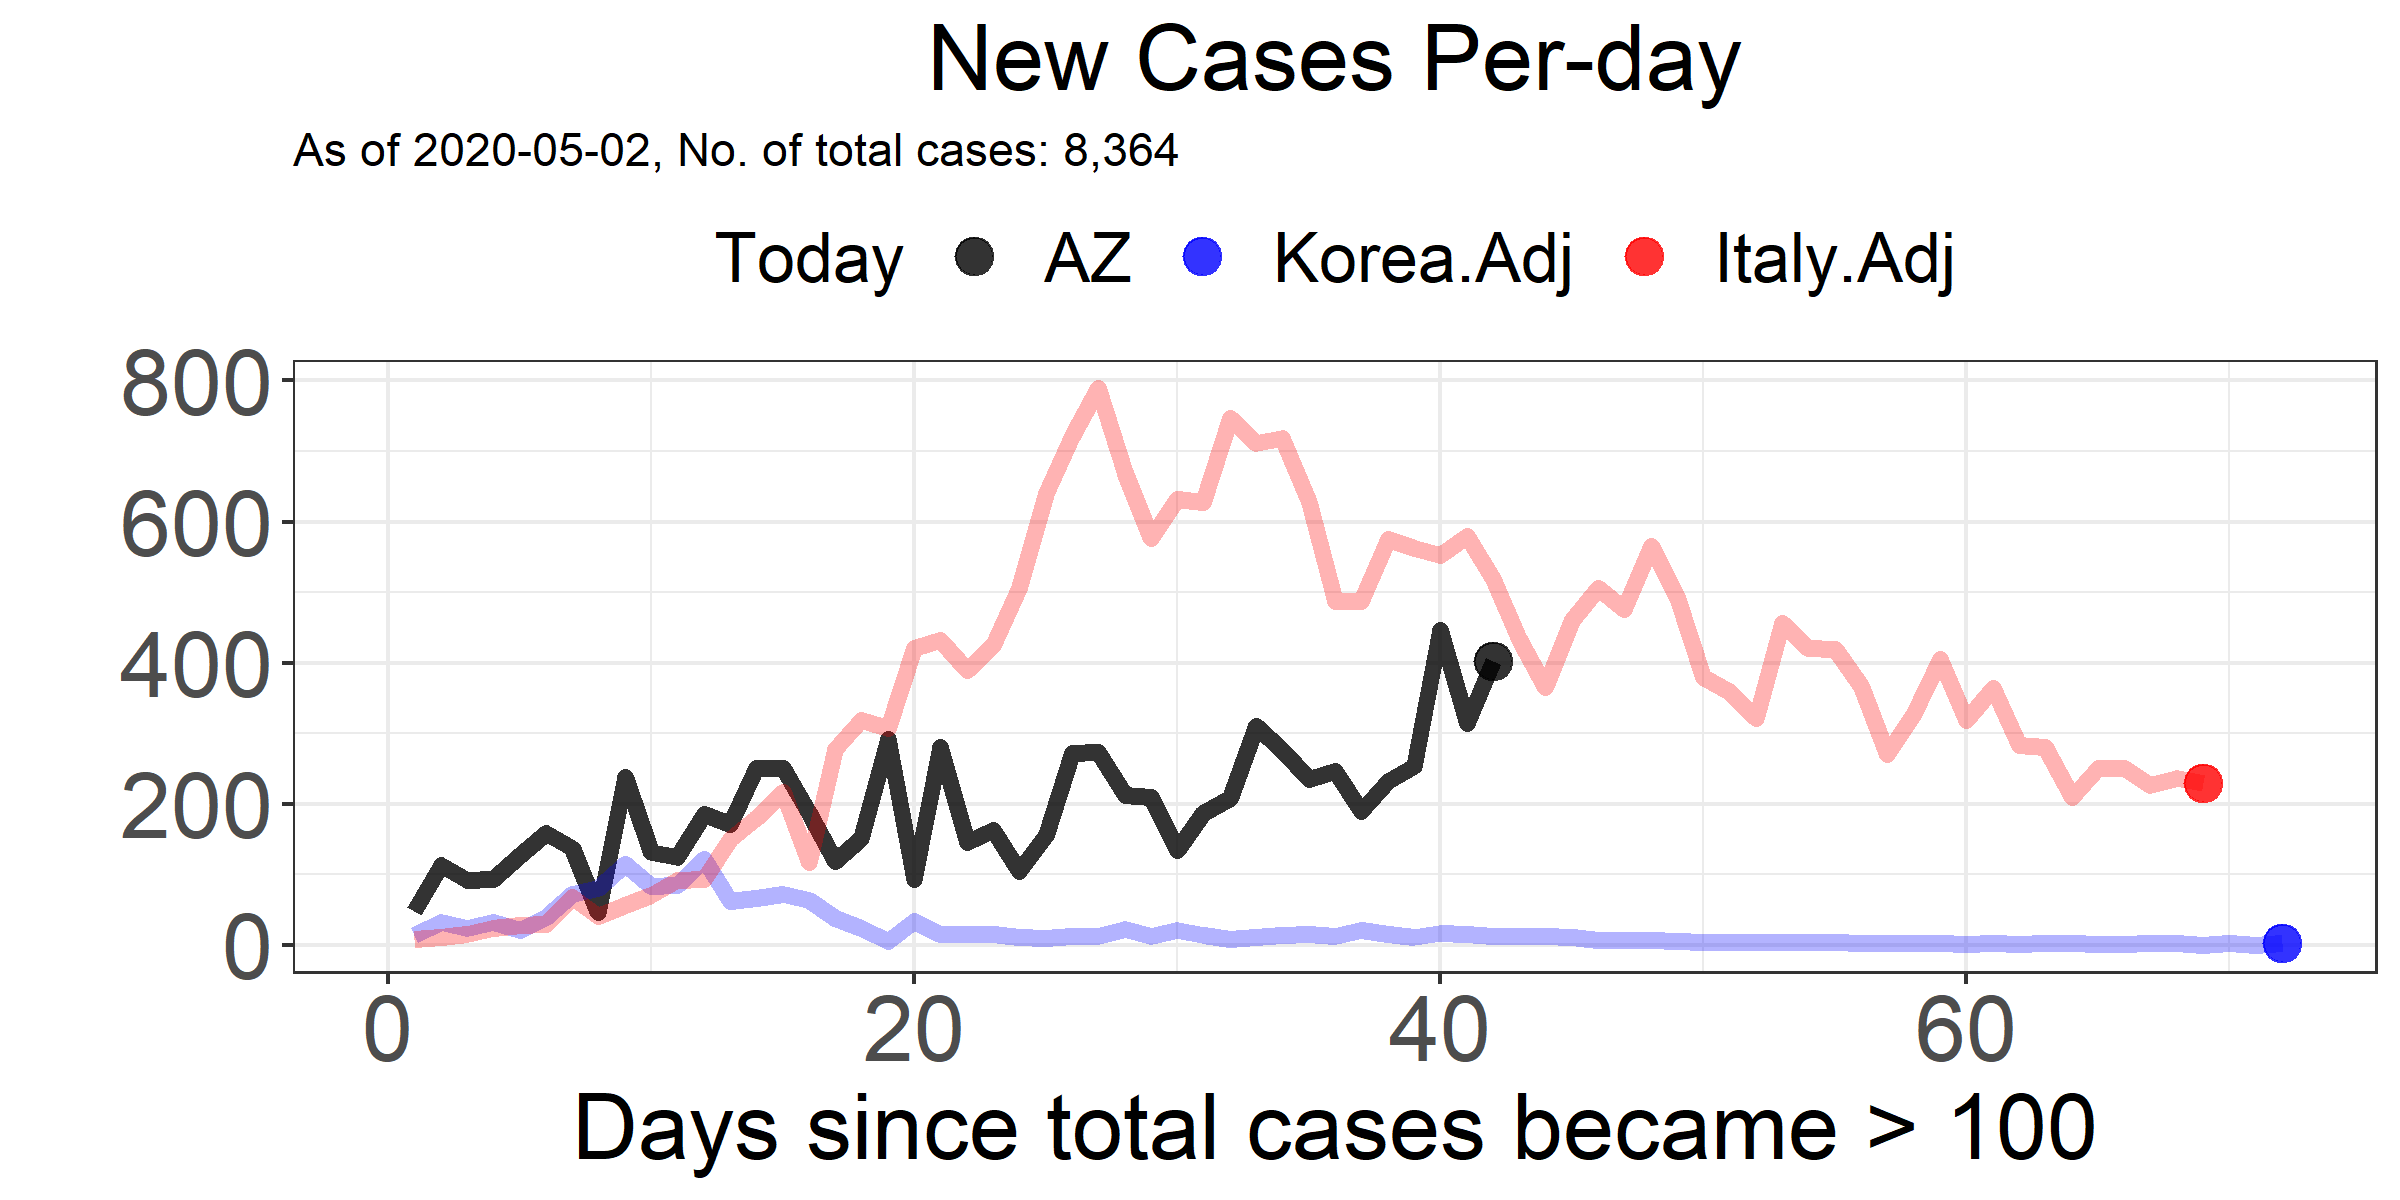 New Cases Per-day
As of 2020-05-02, No. of total cases: 8,364
Today AZ Korea.Adj Italy.Adj
800
600
400
200
0
0 20 40 60
Days since total cases became > 100